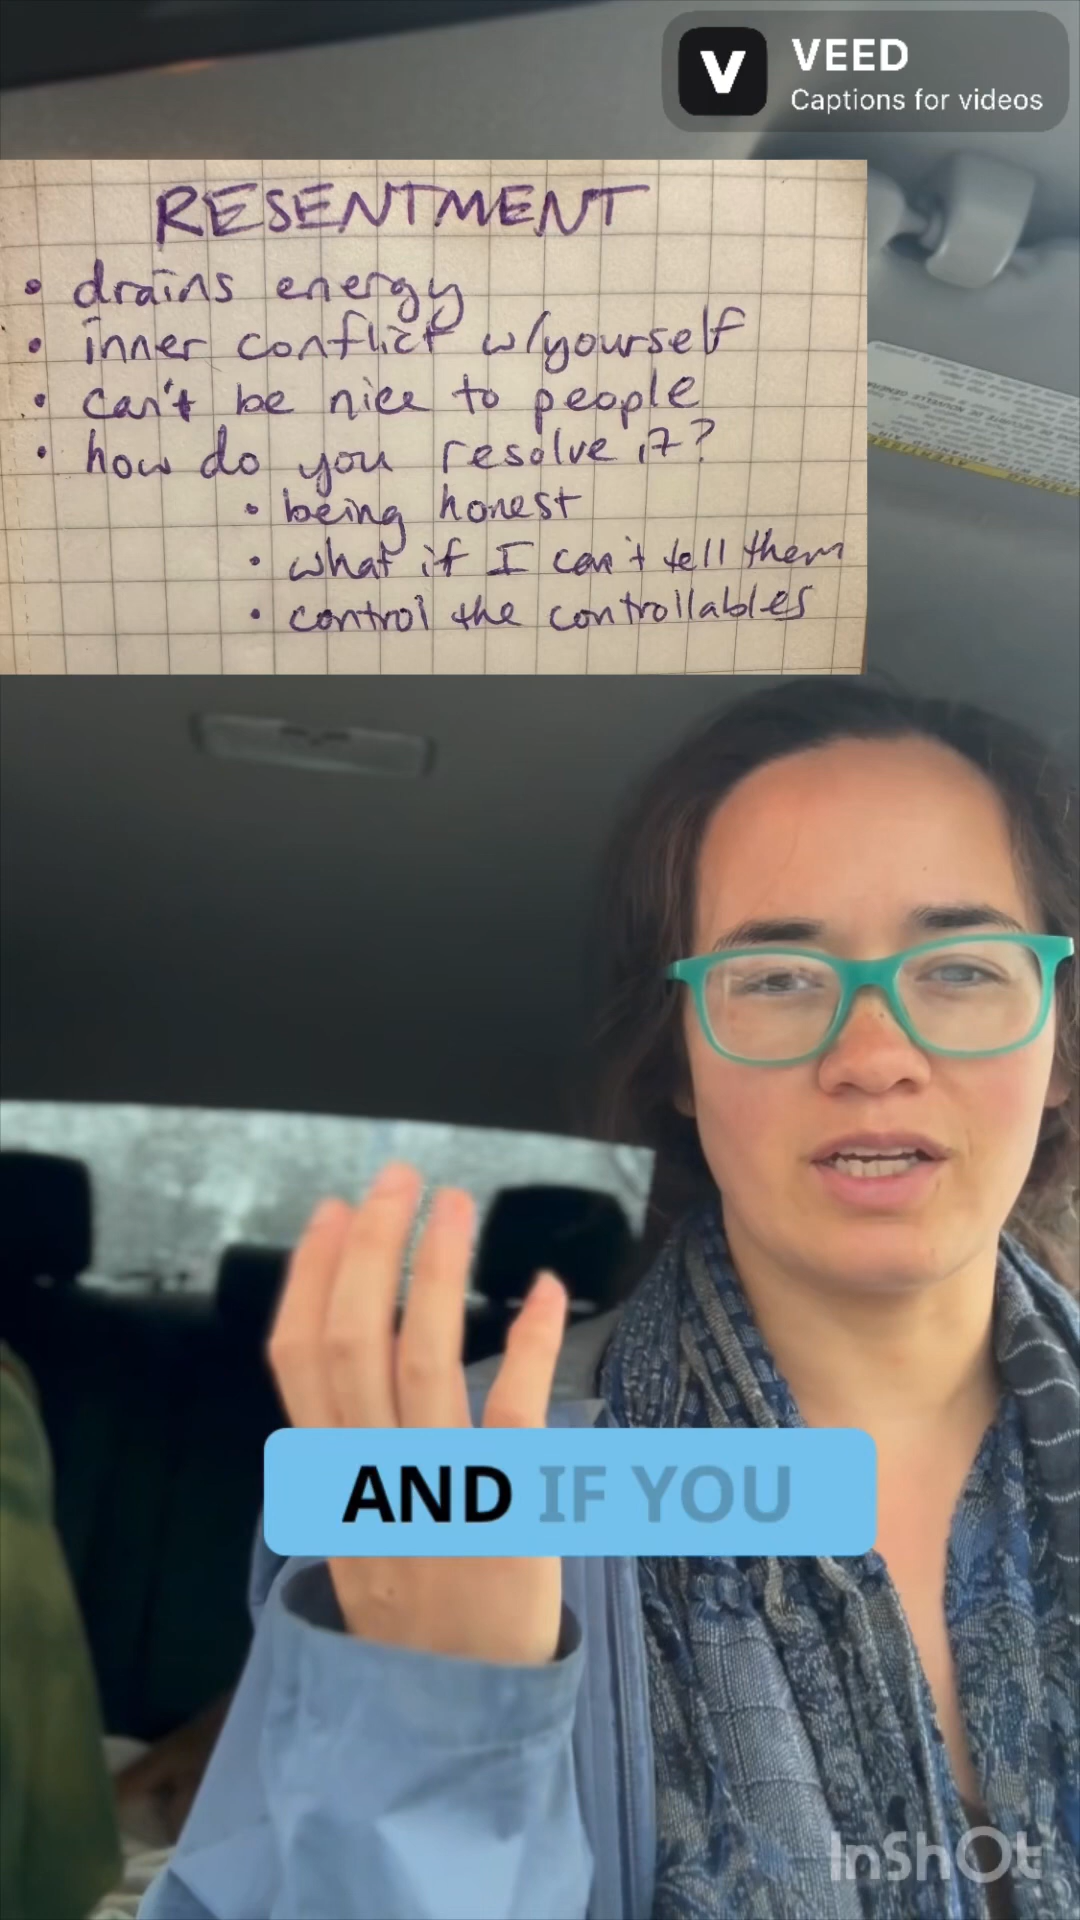 VEED
Captions for videos
RESENTMENT
• drains energy
• inner conflict w/yourself
• can't be nice to people
• how do you resolve it?
• being honest
• what if I can't tell them
• control the controllables
AND IF YOU
InShOt